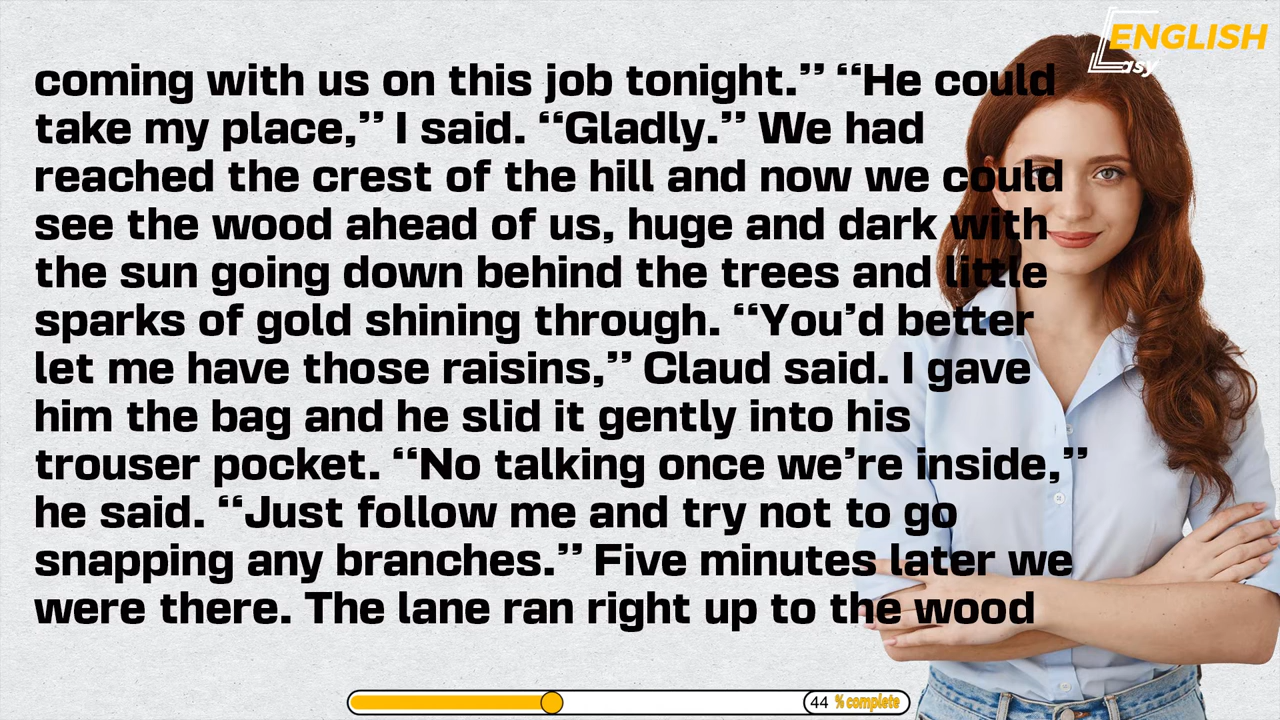 ENGLISH
Easy
coming with us on this job tonight.” “He could
take my place,” I said. “Gladly.” We had
reached the crest of the hill and now we could
see the wood ahead of us, huge and dark with
the sun going down behind the trees and little
sparks of gold shining through. “You’d better
let me have those raisins,” Claud said. I gave
him the bag and he slid it gently into his
trouser pocket. “No talking once we’re inside,”
he said. “Just follow me and try not to go
snapping any branches.” Five minutes later we
were there. The lane ran right up to the wood
44 % complete